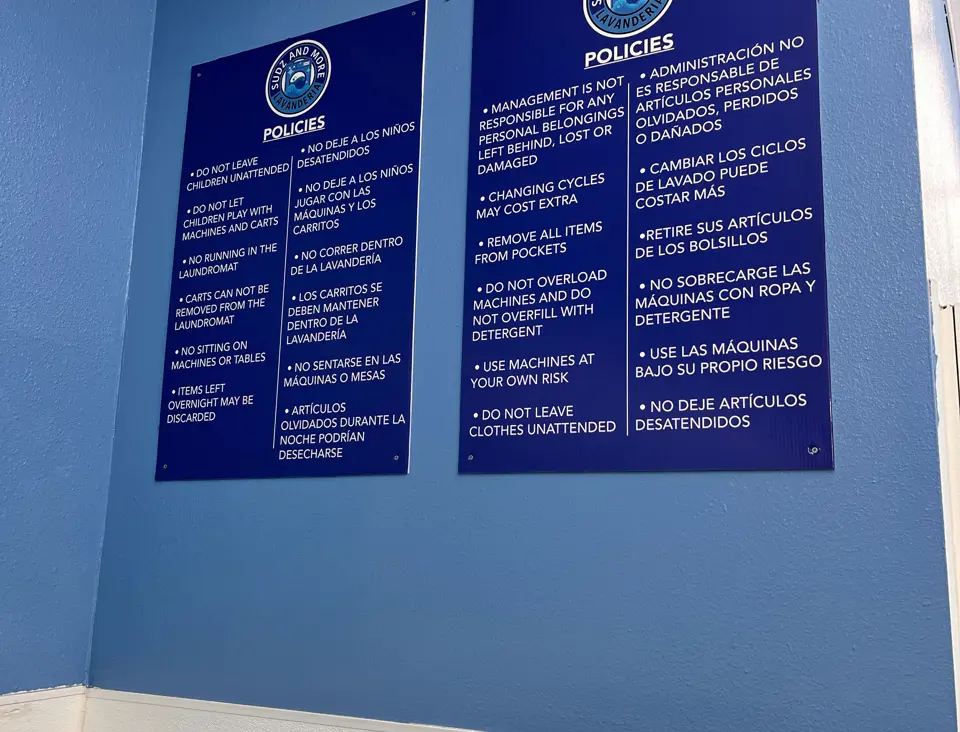 SUDZ AND MORE
LAVANDERIA
POLICIES
• DO NOT LEAVE
CHILDREN UNATTENDED
• DO NOT LET
CHILDREN PLAY WITH
MACHINES AND CARTS
• NO RUNNING IN THE
LAUNDROMAT
• CARTS CAN NOT BE
REMOVED FROM THE
LAUNDROMAT
• NO SITTING ON
MACHINES OR TABLES
• ITEMS LEFT
OVERNIGHT MAY BE
DISCARDED
• NO DEJE A LOS NIÑOS
DESATENDIDOS
• NO DEJE A LOS NIÑOS
JUGAR CON LAS
MÁQUINAS Y LOS
CARRITOS
• NO CORRER DENTRO
DE LA LAVANDERÍA
• LOS CARRITOS SE
DEBEN MANTENER
DENTRO DE LA
LAVANDERÍA
• NO SENTARSE EN LAS
MÁQUINAS O MESAS
• ARTÍCULOS
OLVIDADOS DURANTE LA
NOCHE PODRÍAN
DESECHARSE
LAVANDERIA
POLICIES
• MANAGEMENT IS NOT
RESPONSIBLE FOR ANY
PERSONAL BELONGINGS
LEFT BEHIND, LOST OR
DAMAGED
• CHANGING CYCLES
MAY COST EXTRA
• REMOVE ALL ITEMS
FROM POCKETS
• DO NOT OVERLOAD
MACHINES AND DO
NOT OVERFILL WITH
DETERGENT
• USE MACHINES AT
YOUR OWN RISK
• DO NOT LEAVE
CLOTHES UNATTENDED
• ADMINISTRACIÓN NO
ES RESPONSABLE DE
ARTÍCULOS PERSONALES
OLVIDADOS, PERDIDOS
O DAÑADOS
• CAMBIAR LOS CICLOS
DE LAVADO PUEDE
COSTAR MÁS
•RETIRE SUS ARTÍCULOS
DE LOS BOLSILLOS
• NO SOBRECARGE LAS
MÁQUINAS CON ROPA Y
DETERGENTE
• USE LAS MÁQUINAS
BAJO SU PROPIO RIESGO
• NO DEJE ARTÍCULOS
DESATENDIDOS